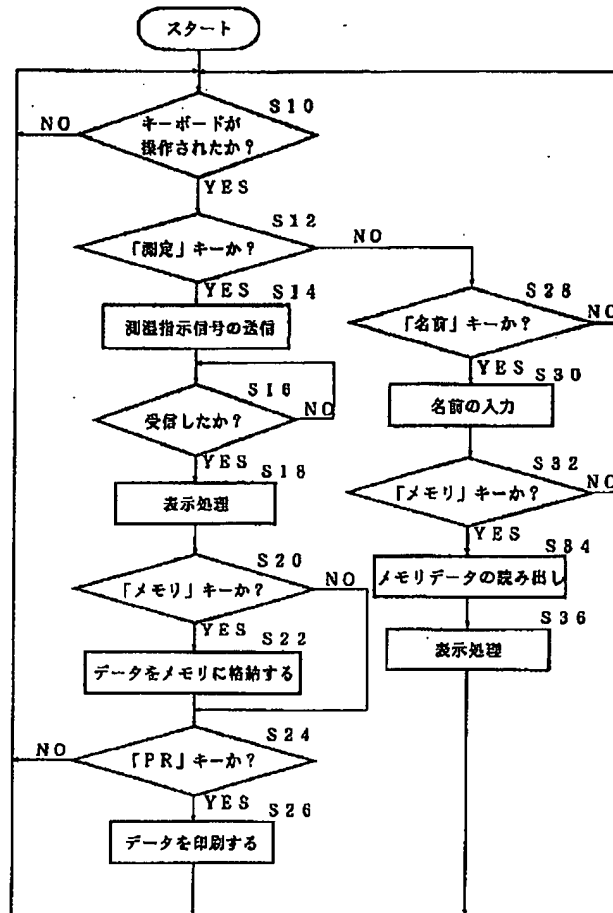 スタート
S10
NO
キーボードが
操作されたか?
YES
S12
「測定」キーか?
NO
YES
S14
測温指示信号の送信
S16
受信したか?
NO
YES
S18
表示処理
S20
「メモリ」キーか?
NO
YES
S22
データをメモリに格納する
S24
NO
「PR」キーか?
YES
S26
データを印刷する
S28
「名前」キーか?
NO
YES
S30
名前の入力
S32
「メモリ」キーか?
NO
YES
S34
メモリデータの読み出し
S36
表示処理